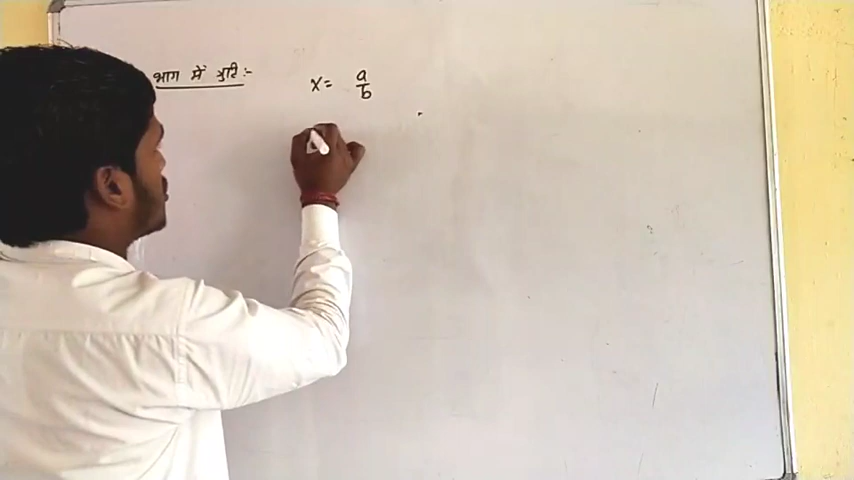 भाग में त्रुटि :-
x = a/b